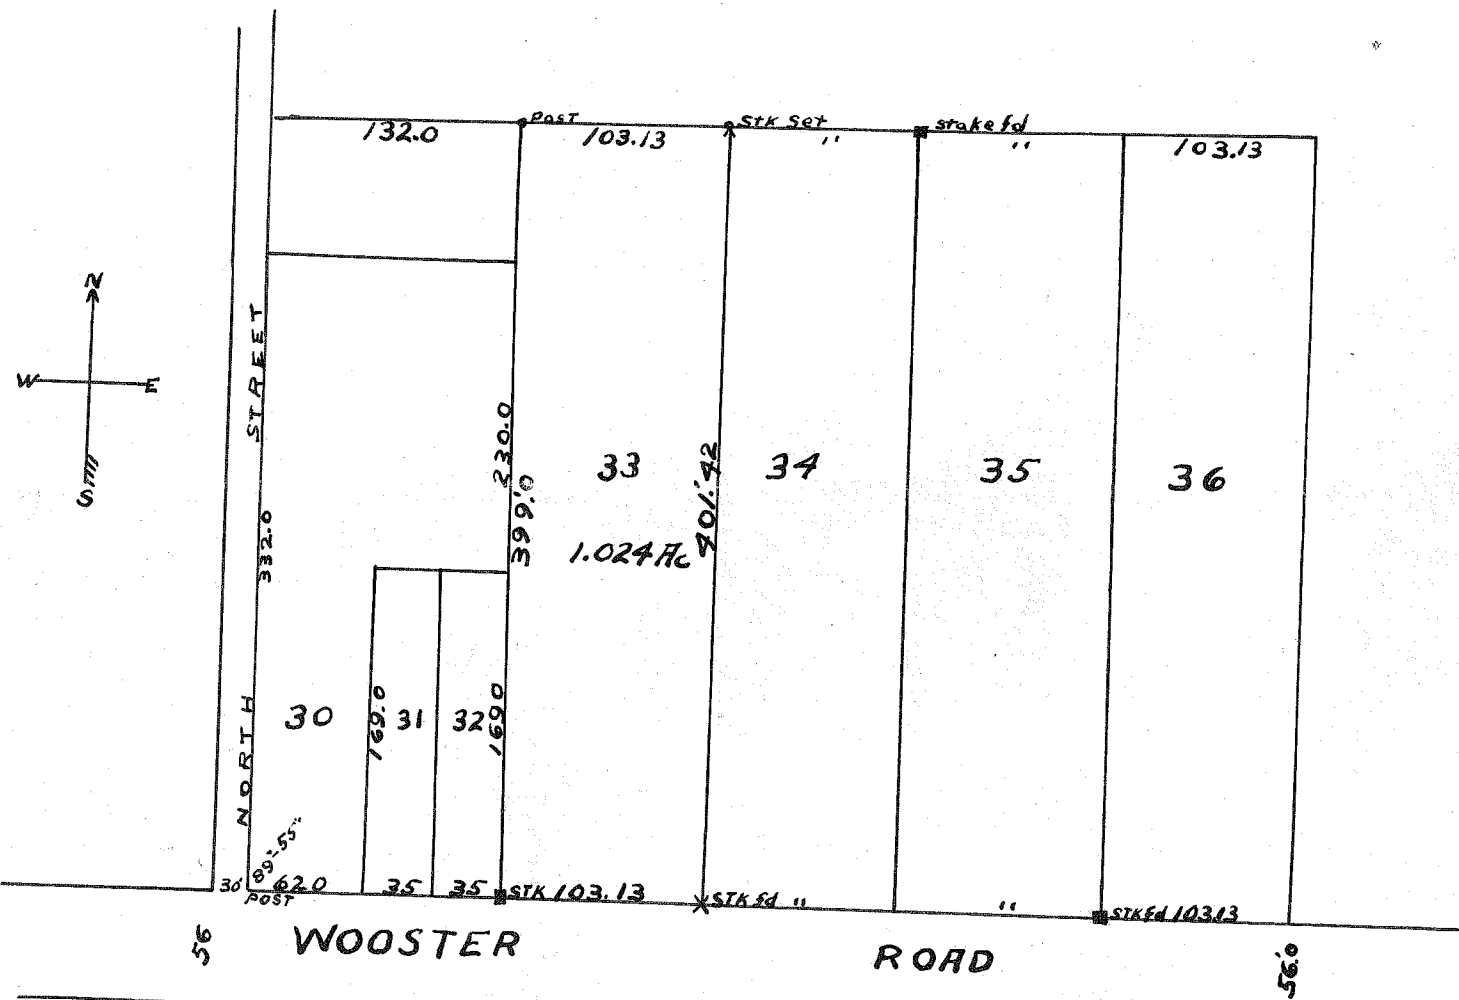 132.0
POST
103.13
Stk Set
"
Stake fd
"
103.13
N
W
E
S
NORTH STREET
332.0
230.0
399.'0
401.'42
33
1.024 Ac
34
35
36
30
169.0
31
32
169.0
89°-55"
30'
POST
62.0
35
35
STK
103.13
STK fd
"
"
STK fd
103.13
56
WOOSTER ROAD
56.'0